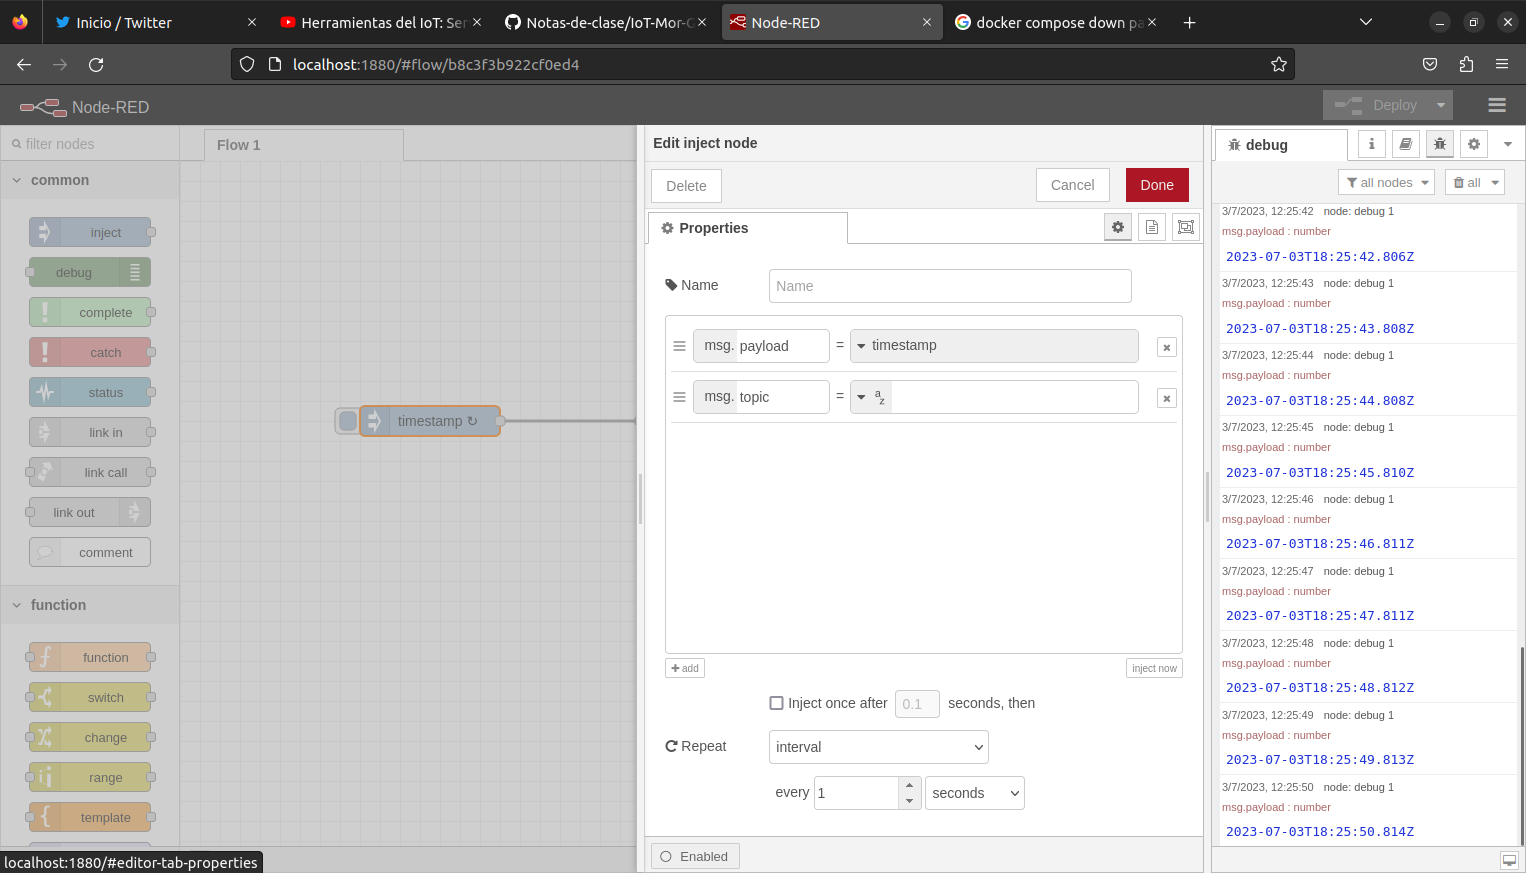 Inicio / Twitter
Herramientas del IoT: Ser
Notas-de-clase/IoT-Mor-C
Node-RED
docker compose down pa
localhost:1880/#flow/b8c3f3b922cf0ed4
Node-RED
Deploy
filter nodes
common
inject
debug
complete
catch
status
link in
link call
link out
comment
function
function
switch
change
range
template
localhost:1880/#editor-tab-properties
Flow 1
timestamp ↻
Edit inject node
Delete
Cancel
Done
Properties
Name
Name
msg. payload = timestamp
msg. topic = a z
add
inject now
Inject once after 0.1 seconds, then
Repeat
interval
every 1 seconds
Enabled
debug
i
all nodes
all
3/7/2023, 12:25:42 node: debug 1
msg.payload : number
2023-07-03T18:25:42.806Z
3/7/2023, 12:25:43 node: debug 1
msg.payload : number
2023-07-03T18:25:43.808Z
3/7/2023, 12:25:44 node: debug 1
msg.payload : number
2023-07-03T18:25:44.808Z
3/7/2023, 12:25:45 node: debug 1
msg.payload : number
2023-07-03T18:25:45.810Z
3/7/2023, 12:25:46 node: debug 1
msg.payload : number
2023-07-03T18:25:46.811Z
3/7/2023, 12:25:47 node: debug 1
msg.payload : number
2023-07-03T18:25:47.811Z
3/7/2023, 12:25:48 node: debug 1
msg.payload : number
2023-07-03T18:25:48.812Z
3/7/2023, 12:25:49 node: debug 1
msg.payload : number
2023-07-03T18:25:49.813Z
3/7/2023, 12:25:50 node: debug 1
msg.payload : number
2023-07-03T18:25:50.814Z